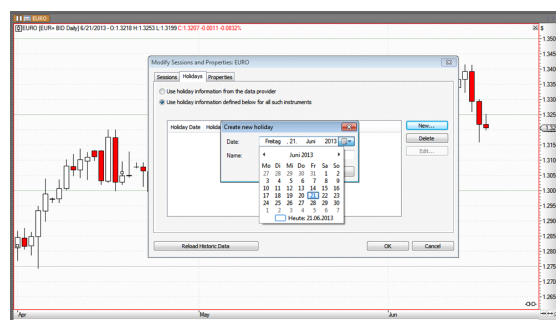 EURO
EURO [EUR= BID Daily] 6/21/2013 - O:1.3218 H:1.3253 L:1.3199 C:1.3207 -0.0011 -0.0832%
$
Modify Sessions and Properties: EURO
Sessions Holidays Properties
Use holiday information from the data provider
Use holiday information defined below for all such instruments
Holiday Date
New...
Delete
Edit...
Create new holiday
Date: Freitag , 21. Juni 2013
Name:
Juni 2013
Mo Di Mi Do Fr Sa So
27 28 29 30 31 1 2
3 4 5 6 7 8 9
10 11 12 13 14 15 16
17 18 19 20 21 22 23
24 25 26 27 28 29 30
1 2 3 4 5 6 7
Heute: 21.06.2013
Reload Historic Data
OK Cancel
1.350
1.345
1.340
1.335
1.330
1.325
1.315
1.310
1.305
1.300
1.295
1.290
1.285
1.280
1.275
1.270
1.265
Apr May Jun